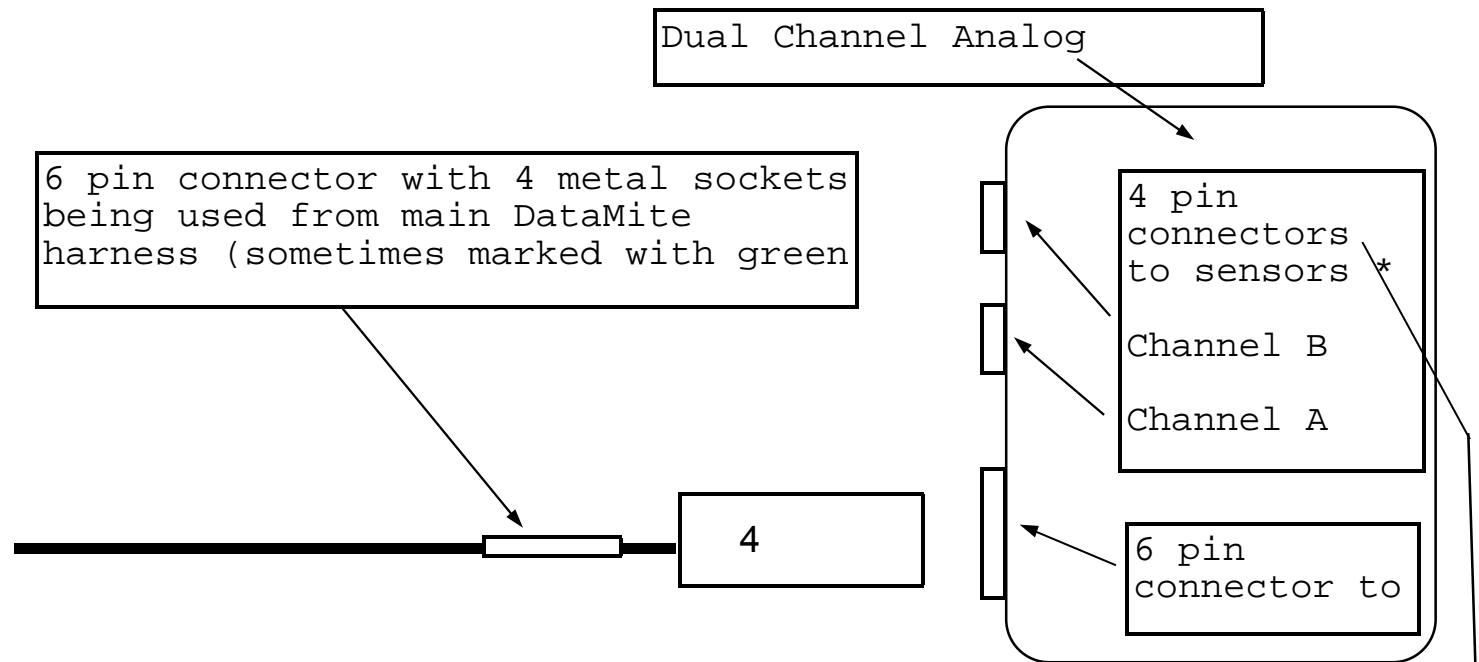 Dual Channel Analog
6 pin connector with 4 metal sockets
being used from main DataMite
harness (sometimes marked with green
4 pin
connectors
to sensors *
Channel B
Channel A
4
6 pin
connector to